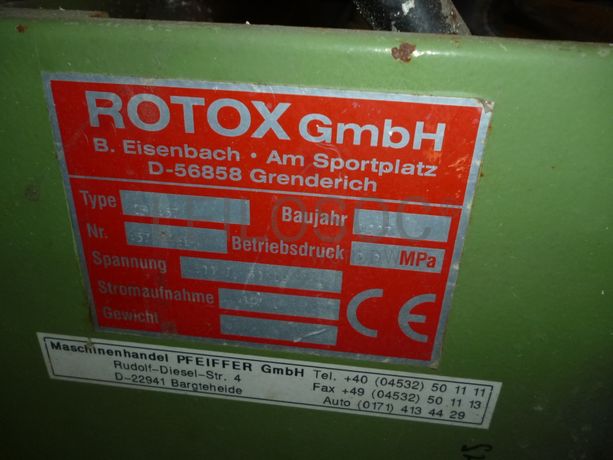 ROTOX GmbH
B. Eisenbach · Am Sportplatz
D-56858 Grenderich
Type
Baujahr
Nr.
Betriebsdruck MPa
Spannung
Stromaufnahme
Gewicht
CE
Maschinenhandel PFEIFFER GmbH
Rudolf-Diesel-Str. 4
D-22941 Bargteheide
Tel. +40 (04532) 50 11 11
Fax +49 (04532) 50 11 13
Auto (0171) 413 44 29